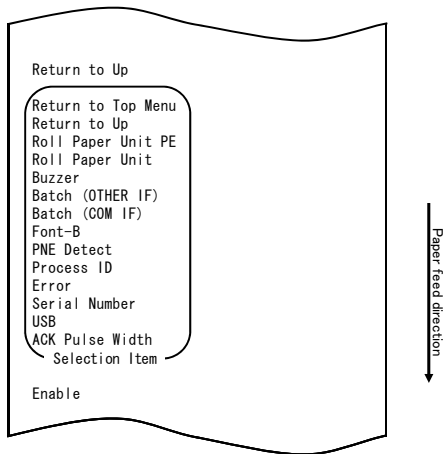 Return to Up
Return to Top Menu
Return to Up
Roll Paper Unit PE
Roll Paper Unit
Buzzer
Batch (OTHER IF)
Batch (COM IF)
Font-B
PNE Detect
Process ID
Error
Serial Number
USB
ACK Pulse Width
Selection Item
Enable
Paper feed direction